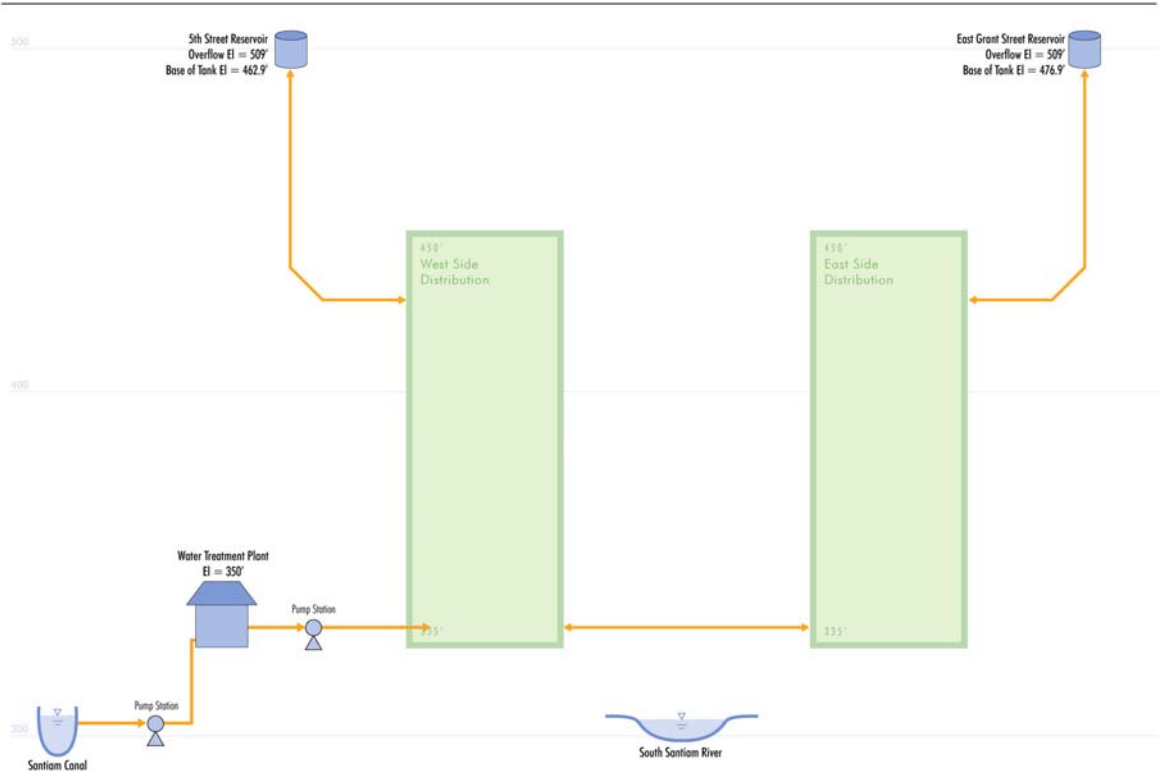 500
5th Street Reservoir
Overflow El = 509'
Base of Tank El = 462.9'
East Grant Street Reservoir
Overflow El = 509'
Base of Tank El = 476.9'
450'
West Side
Distribution
450'
East Side
Distribution
400
Water Treatment Plant
El = 350'
Pump Station
335'
335'
Pump Station
300
Santiam Canal
South Santiam River